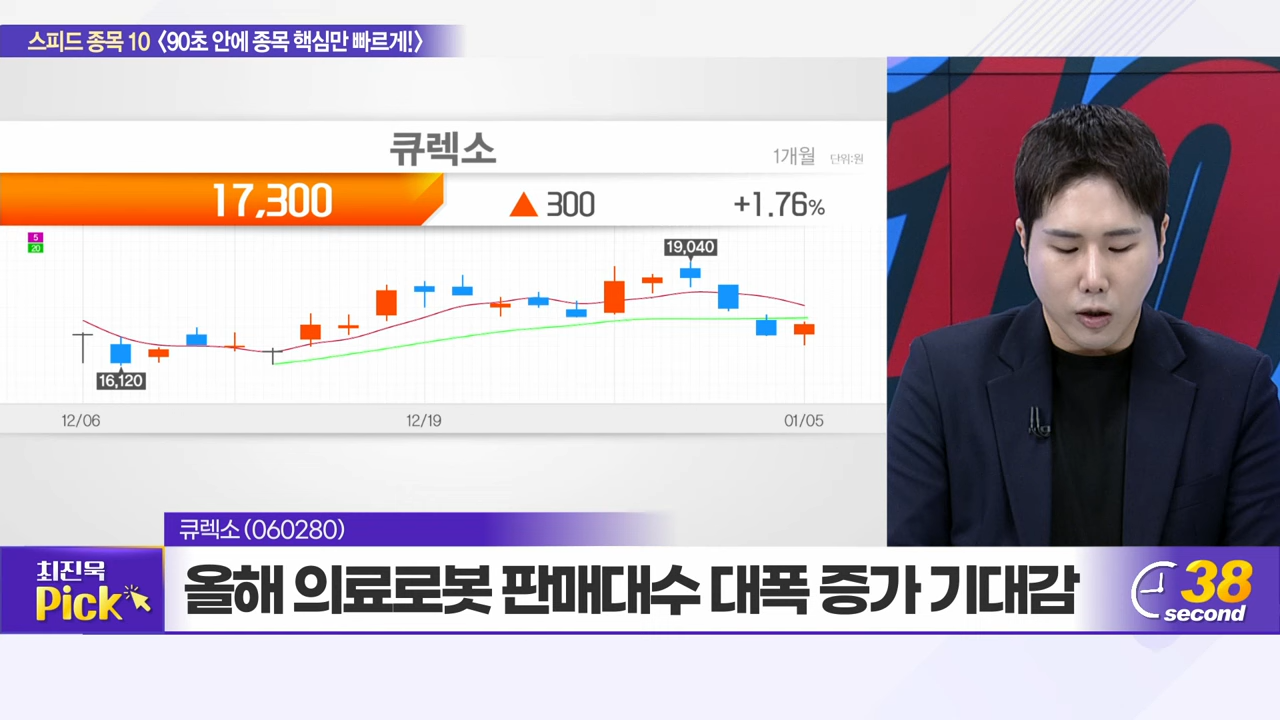 스피드 종목 10 <90초 안에 종목 핵심만 빠르게!>
큐렉소
1개월 단위:원
17,300 ▲ 300 +1.76%
5
20
19,040
16,120
12/06 12/19 01/05
큐렉소 (060280)
최진욱
Pick
올해 의료로봇 판매대수 대폭 증가 기대감
38
second